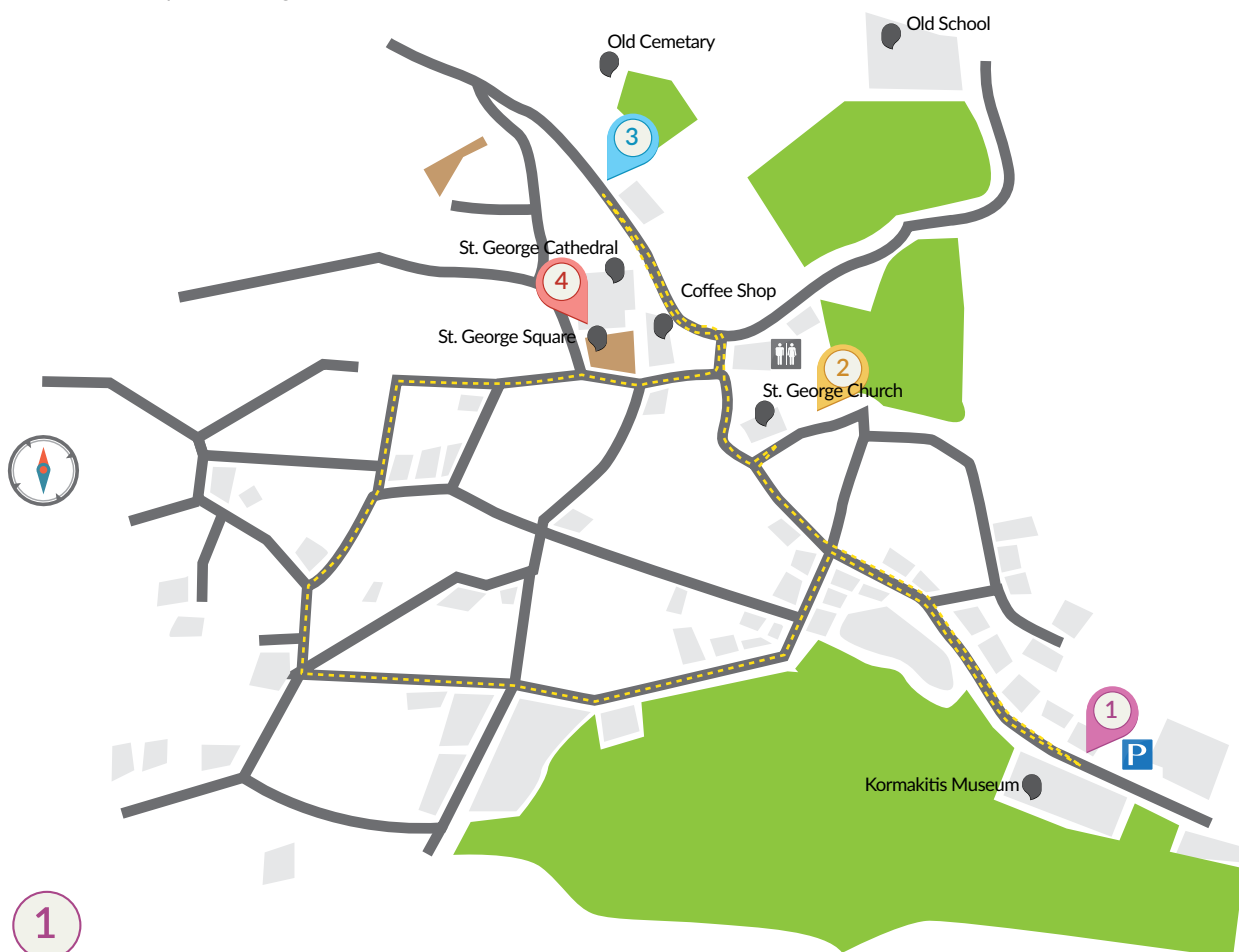 Old School
Old Cemetary
3
St. George Cathedral
4
Coffee Shop
St. George Square
2
St. George Church
1
P
Kormakitis Museum
1